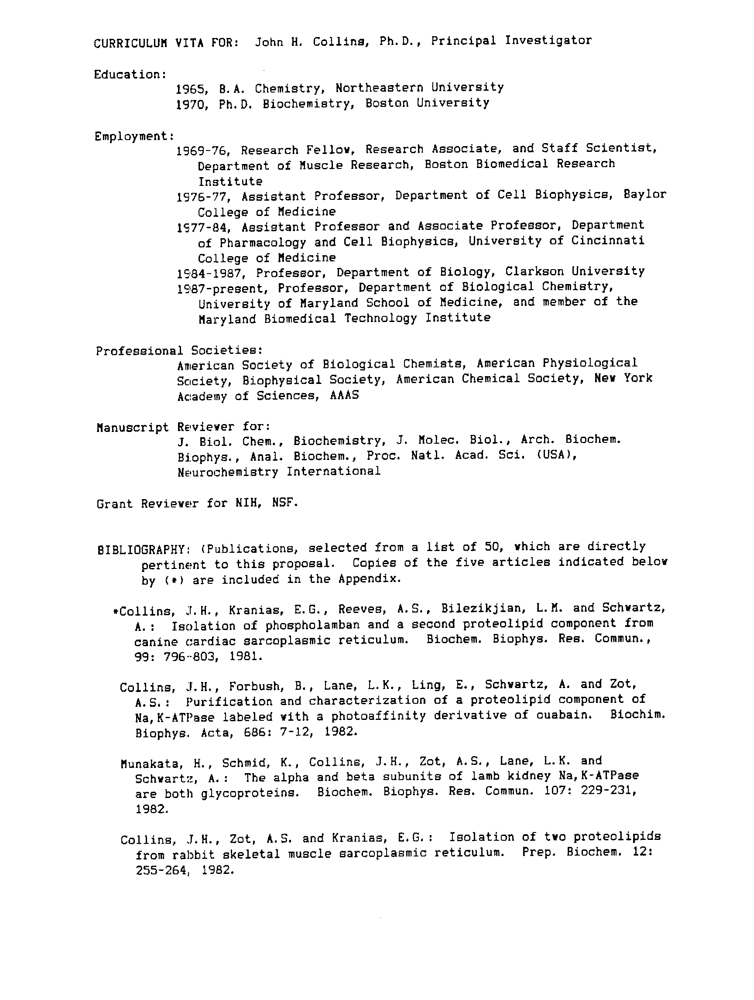 CURRICULUM VITA FOR: John H. Collins, Ph.D., Principal Investigator
Education:
1965, B.A. Chemistry, Northeastern University
1970, Ph.D. Biochemistry, Boston University
Employment:
1969-76, Research Fellow, Research Associate, and Staff Scientist,
Department of Muscle Research, Boston Biomedical Research
Institute
1976-77, Assistant Professor, Department of Cell Biophysics, Baylor
College of Medicine
1977-84, Assistant Professor and Associate Professor, Department
of Pharmacology and Cell Biophysics, University of Cincinnati
College of Medicine
1984-1987, Professor, Department of Biology, Clarkson University
1987-present, Professor, Department of Biological Chemistry,
University of Maryland School of Medicine, and member of the
Maryland Biomedical Technology Institute
Professional Societies:
American Society of Biological Chemists, American Physiological
Society, Biophysical Society, American Chemical Society, New York
Academy of Sciences, AAAS
Manuscript Reviewer for:
J. Biol. Chem., Biochemistry, J. Molec. Biol., Arch. Biochem.
Biophys., Anal. Biochem., Proc. Natl. Acad. Sci. (USA),
Neurochemistry International
Grant Reviewer for NIH, NSF.
BIBLIOGRAPHY: (Publications, selected from a list of 50, which are directly
pertinent to this proposal. Copies of the five articles indicated below
by (*) are included in the Appendix.
*Collins, J.H., Kranias, E.G., Reeves, A.S., Bilezikjian, L.M. and Schwartz,
A.: Isolation of phospholamban and a second proteolipid component from
canine cardiac sarcoplasmic reticulum. Biochem. Biophys. Res. Commun.,
99: 796-803, 1981.
Collins, J.H., Forbush, B., Lane, L.K., Ling, E., Schwartz, A. and Zot,
A.S.: Purification and characterization of a proteolipid component of
Na,K-ATPase labeled with a photoaffinity derivative of ouabain. Biochim.
Biophys. Acta, 686: 7-12, 1982.
Munakata, H., Schmid, K., Collins, J.H., Zot, A.S., Lane, L.K. and
Schwartz, A.: The alpha and beta subunits of lamb kidney Na,K-ATPase
are both glycoproteins. Biochem. Biophys. Res. Commun. 107: 229-231,
1982.
Collins, J.H., Zot, A.S. and Kranias, E.G.: Isolation of two proteolipids
from rabbit skeletal muscle sarcoplasmic reticulum. Prep. Biochem. 12:
255-264, 1982.